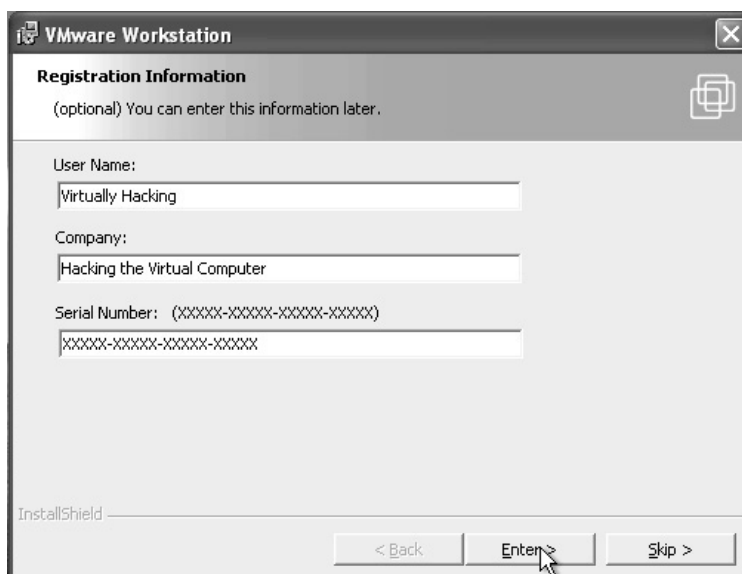 VMware Workstation
Registration Information
(optional) You can enter this information later.
User Name:
Virtually Hacking
Company:
Hacking the Virtual Computer
Serial Number: (XXXXX-XXXXX-XXXXX-XXXXX)
XXXXX-XXXXX-XXXXX-XXXXX
InstallShield
< Back Enter > Skip >